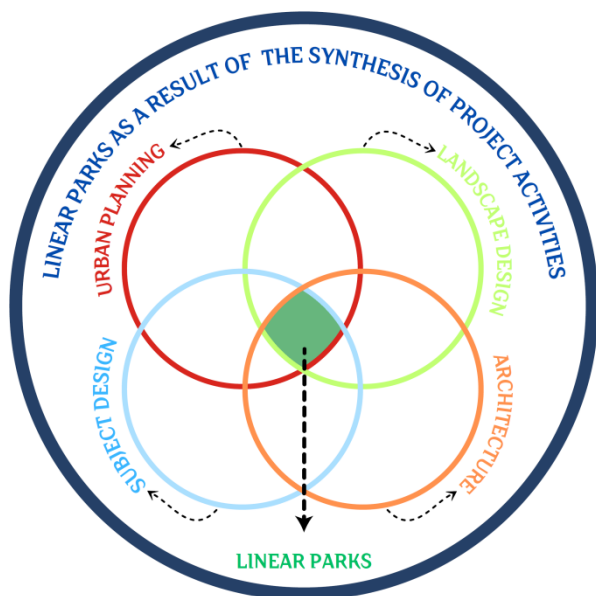 LINEAR PARKS AS A RESULT OF THE SYNTHESIS OF PROJECT ACTIVITIES
URBAN PLANNING
LANDSCAPE DESIGN
SUBJECT DESIGN
ARCHITECTURE
LINEAR PARKS